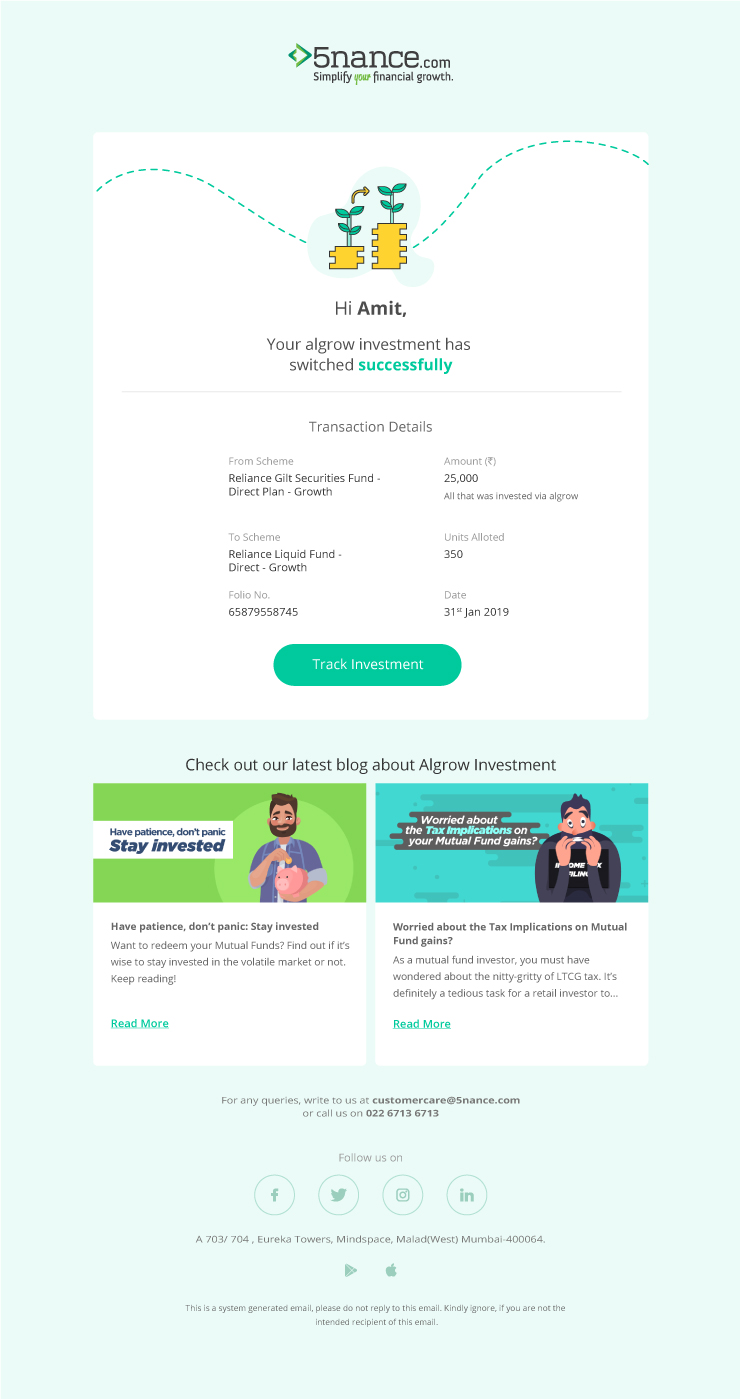 5nance.com
Simplify your financial growth.
Hi Amit,
Your algrow investment has
switched successfully
Transaction Details
From Scheme
Reliance Gilt Securities Fund -
Direct Plan - Growth
Amount (₹)
25,000
All that was invested via algrow
To Scheme
Reliance Liquid Fund -
Direct - Growth
Units Alloted
350
Folio No.
65879558745
Date
31st Jan 2019
Track Investment
Check out our latest blog about Algrow Investment
Have patience, don't panic
Stay invested
Have patience, don't panic: Stay invested
Want to redeem your Mutual Funds? Find out if it's
wise to stay invested in the volatile market or not.
Keep reading!
Read More
Worried about
the Tax Implications on
your Mutual Fund gains?
Worried about the Tax Implications on Mutual
Fund gains?
As a mutual fund investor, you must have
wondered about the nitty-gritty of LTCG tax. It's
definitely a tedious task for a retail investor to...
Read More
For any queries, write to us at customercare@5nance.com
or call us on 022 6713 6713
Follow us on
A 703/ 704 , Eureka Towers, Mindspace, Malad(West) Mumbai-400064.
This is a system generated email, please do not reply to this email. Kindly ignore, if you are not the
intended recipient of this email.